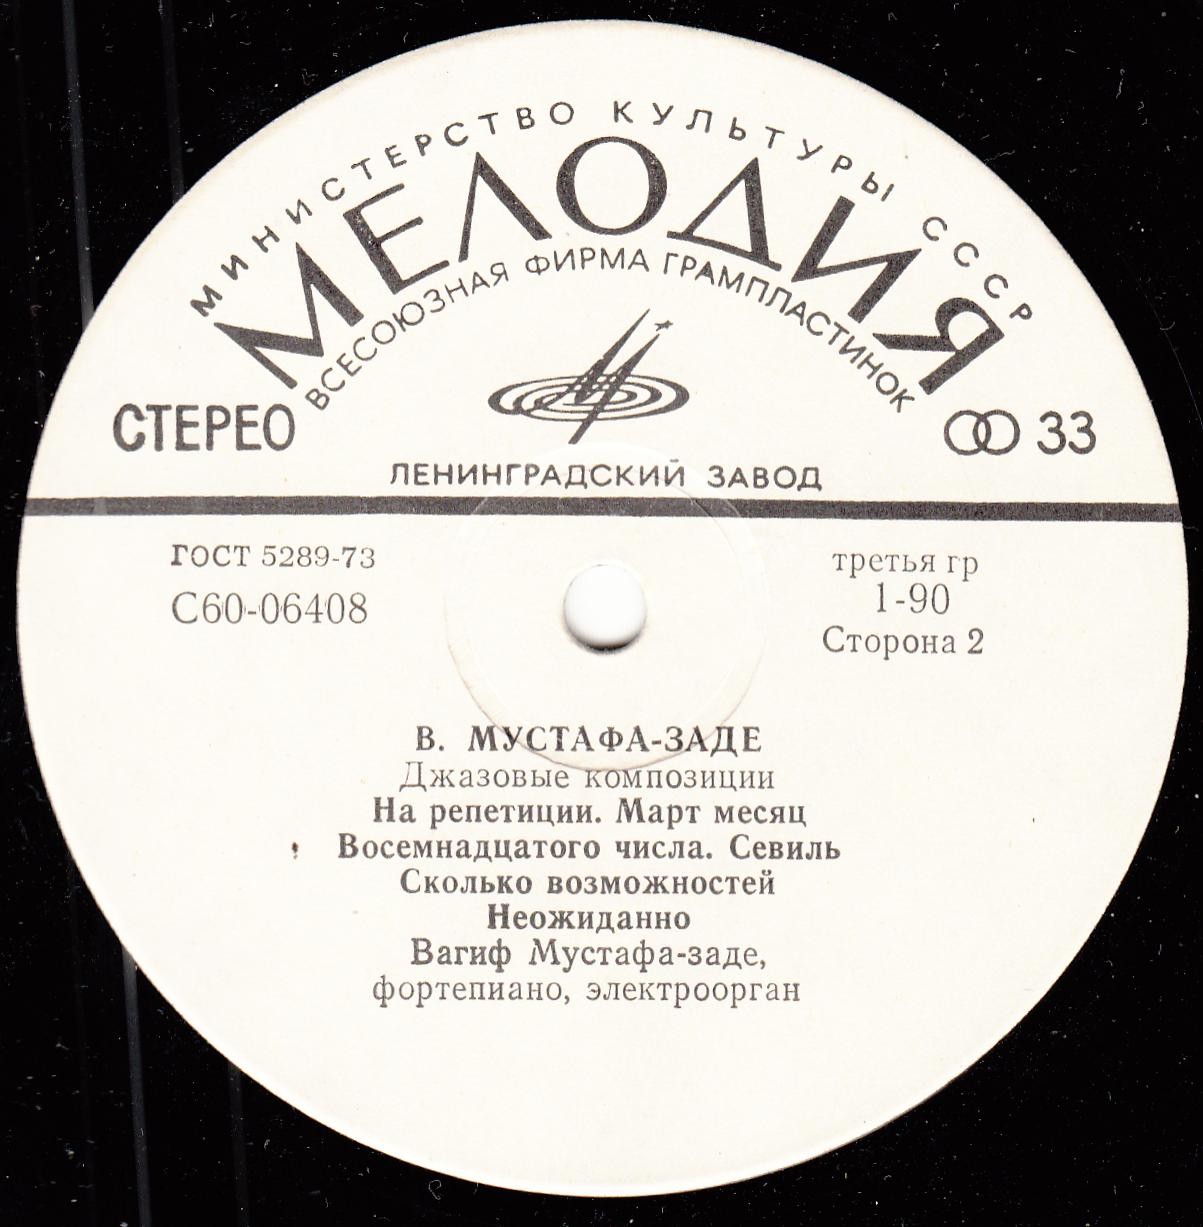 МИНИСТЕРСТВО КУЛЬТУРЫ СССР
МЕЛОДИЯ
ВСЕСОЮЗНАЯ ФИРМА ГРАМПЛАСТИНОК
СТЕРЕО
33
ЛЕНИНГРАДСКИЙ ЗАВОД
ГОСТ 5289-73
С60-06408
третья гр
1-90
Сторона 2
В. МУСТАФА-ЗАДЕ
Джазовые композиции
На репетиции. Март месяц
Восемнадцатого числа. Севиль
Сколько возможностей
Неожиданно
Вагиф Мустафа-заде,
фортепиано, электроорган